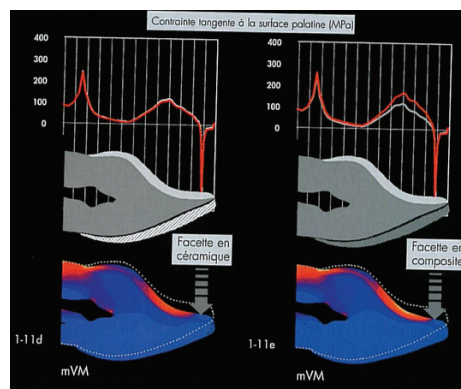 Contrainte tangente à la surface palatine (MPa)
400
300
200
100
0
400
300
200
100
0
Facette en
céramique
Facette en
composite
1-11d
1-11e
mVM
mVM